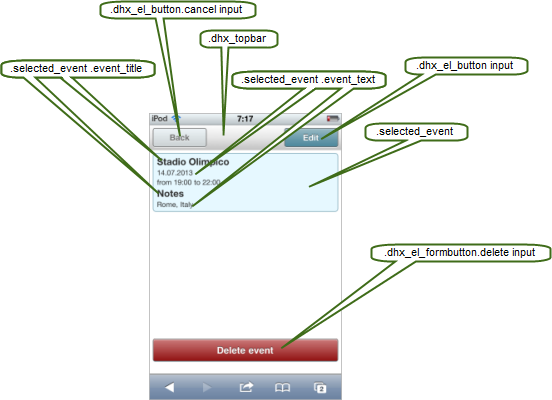 .dhx_el_button.cancel input
.dhx_topbar
.selected_event .event_title
.selected_event .event_text
.dhx_el_button input
.selected_event
iPod
7:17
Back
Edit
Stadio Olimpico
14.07.2013
from 19:00 to 22:00
Notes
Rome, Italy
.dhx_el_formbutton.delete input
Delete event
2